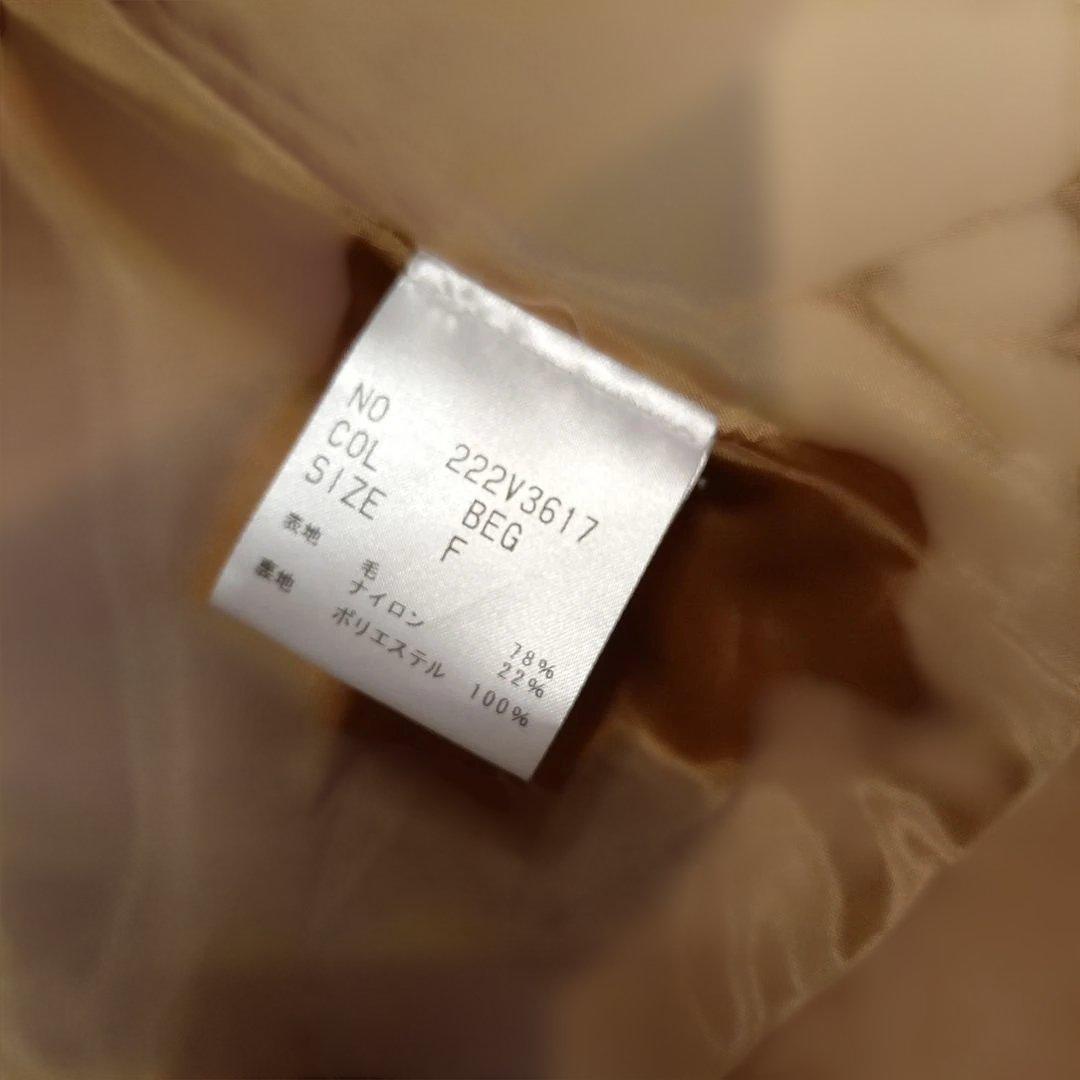 NO 222V3617
COL BEG
SIZE F
表地 毛 78%
ナイロン 22%
裏地 ポリエステル 100%